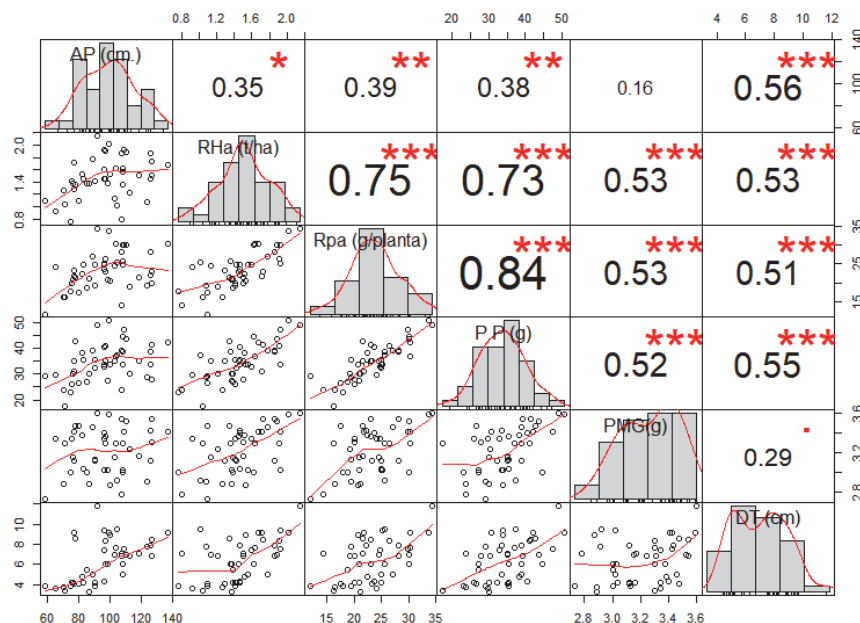 0.8 1.2 1.6 2.0 20 30 40 50 4 6 8 10 12
AP (cm.) 0.35 * 0.39 ** 0.38 ** 0.16 0.56 *** 60 100 140
0.8 1.4 2.0 RHa (t/ha) 0.75 *** 0.73 *** 0.53 *** 0.53 ***
Rpa (g/planta) 0.84 *** 0.53 *** 0.51 *** 15 25 35
20 30 40 50 P.P (g) 0.52 *** 0.55 ***
PMG(g) 0.29 . 2.8 3.2 3.6
4 6 8 10 DT (cm)
60 80 100 120 140 15 20 25 30 35 2.8 3.0 3.2 3.4 3.6